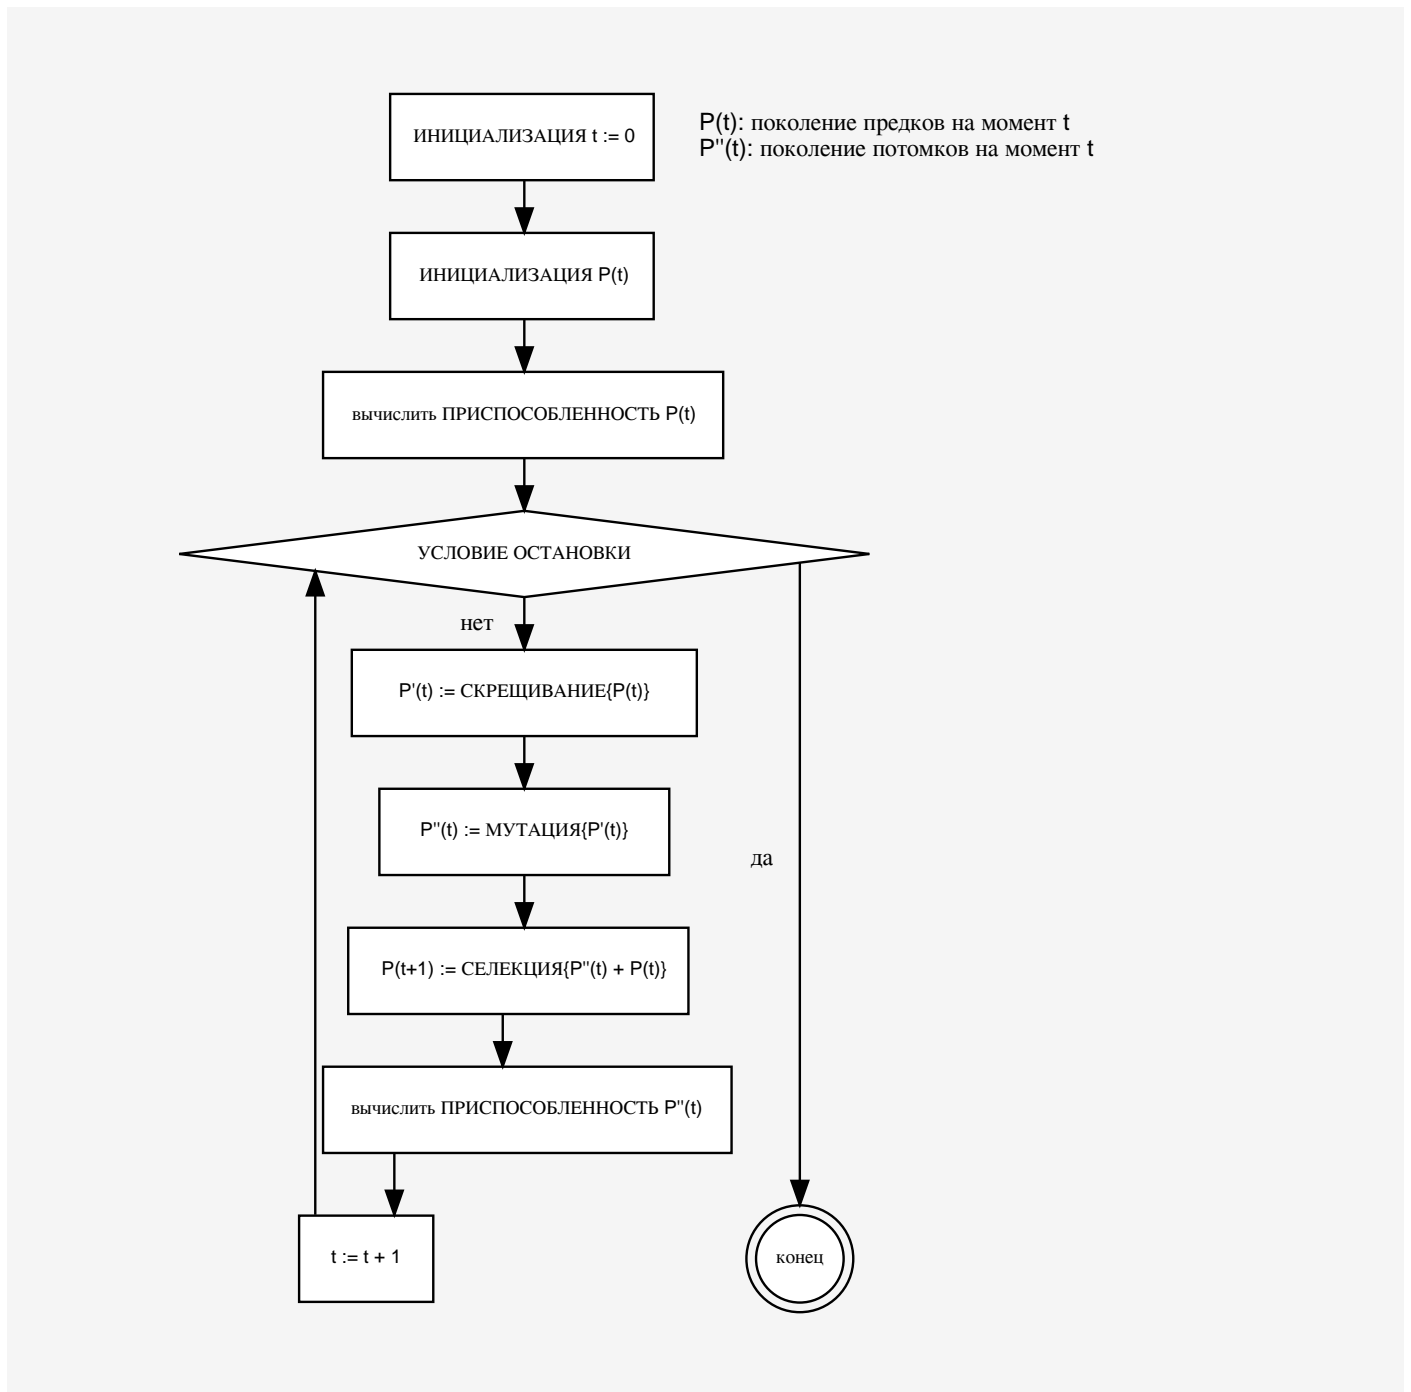 ИНИЦИАЛИЗАЦИЯ t := 0
P(t): поколение предков на момент t
P''(t): поколение потомков на момент t
ИНИЦИАЛИЗАЦИЯ P(t)
вычислить ПРИСПОСОБЛЕННОСТЬ P(t)
УСЛОВИЕ ОСТАНОВКИ
нет
P'(t) := СКРЕЩИВАНИЕ{P(t)}
P''(t) := МУТАЦИЯ{P'(t)}
да
P(t+1) := СЕЛЕКЦИЯ{P''(t) + P(t)}
вычислить ПРИСПОСОБЛЕННОСТЬ P''(t)
t := t + 1
конец